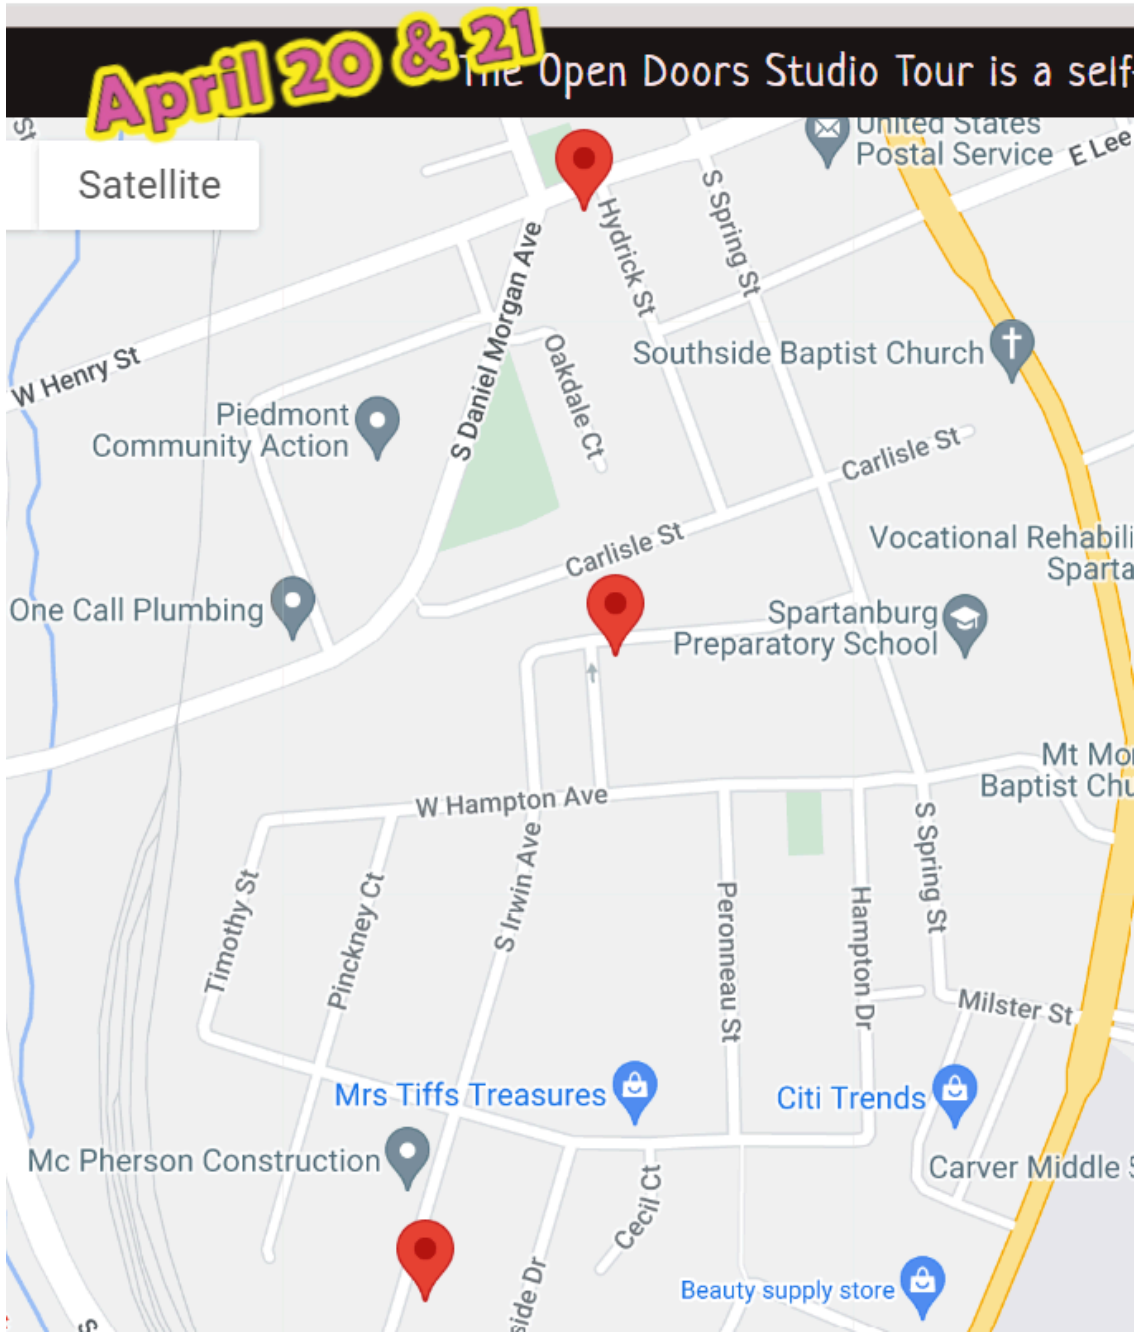 April 20 & 21
The Open Doors Studio Tour is a self-
St
Satellite
United States
Postal Service
E Lee
S Spring St
Hydrick St
S Daniel Morgan Ave
W Henry St
Oakdale Ct
Southside Baptist Church
Piedmont
Community Action
Carlisle St
Carlisle St
Vocational Rehabili
Sparta
One Call Plumbing
Spartanburg
Preparatory School
Mt Mor
Baptist Chu
W Hampton Ave
S Spring St
S Irwin Ave
Timothy St
Pinckney Ct
Peronneau St
Hampton Dr
Milster St
Mrs Tiffs Treasures
Citi Trends
Mc Pherson Construction
Carver Middle S
Cecil Ct
side Dr
Beauty supply store
S